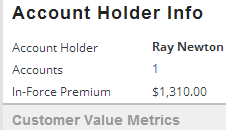 Account Holder Info
Account Holder Ray Newton
Accounts 1
In-Force Premium $1,310.00
Customer Value Metrics